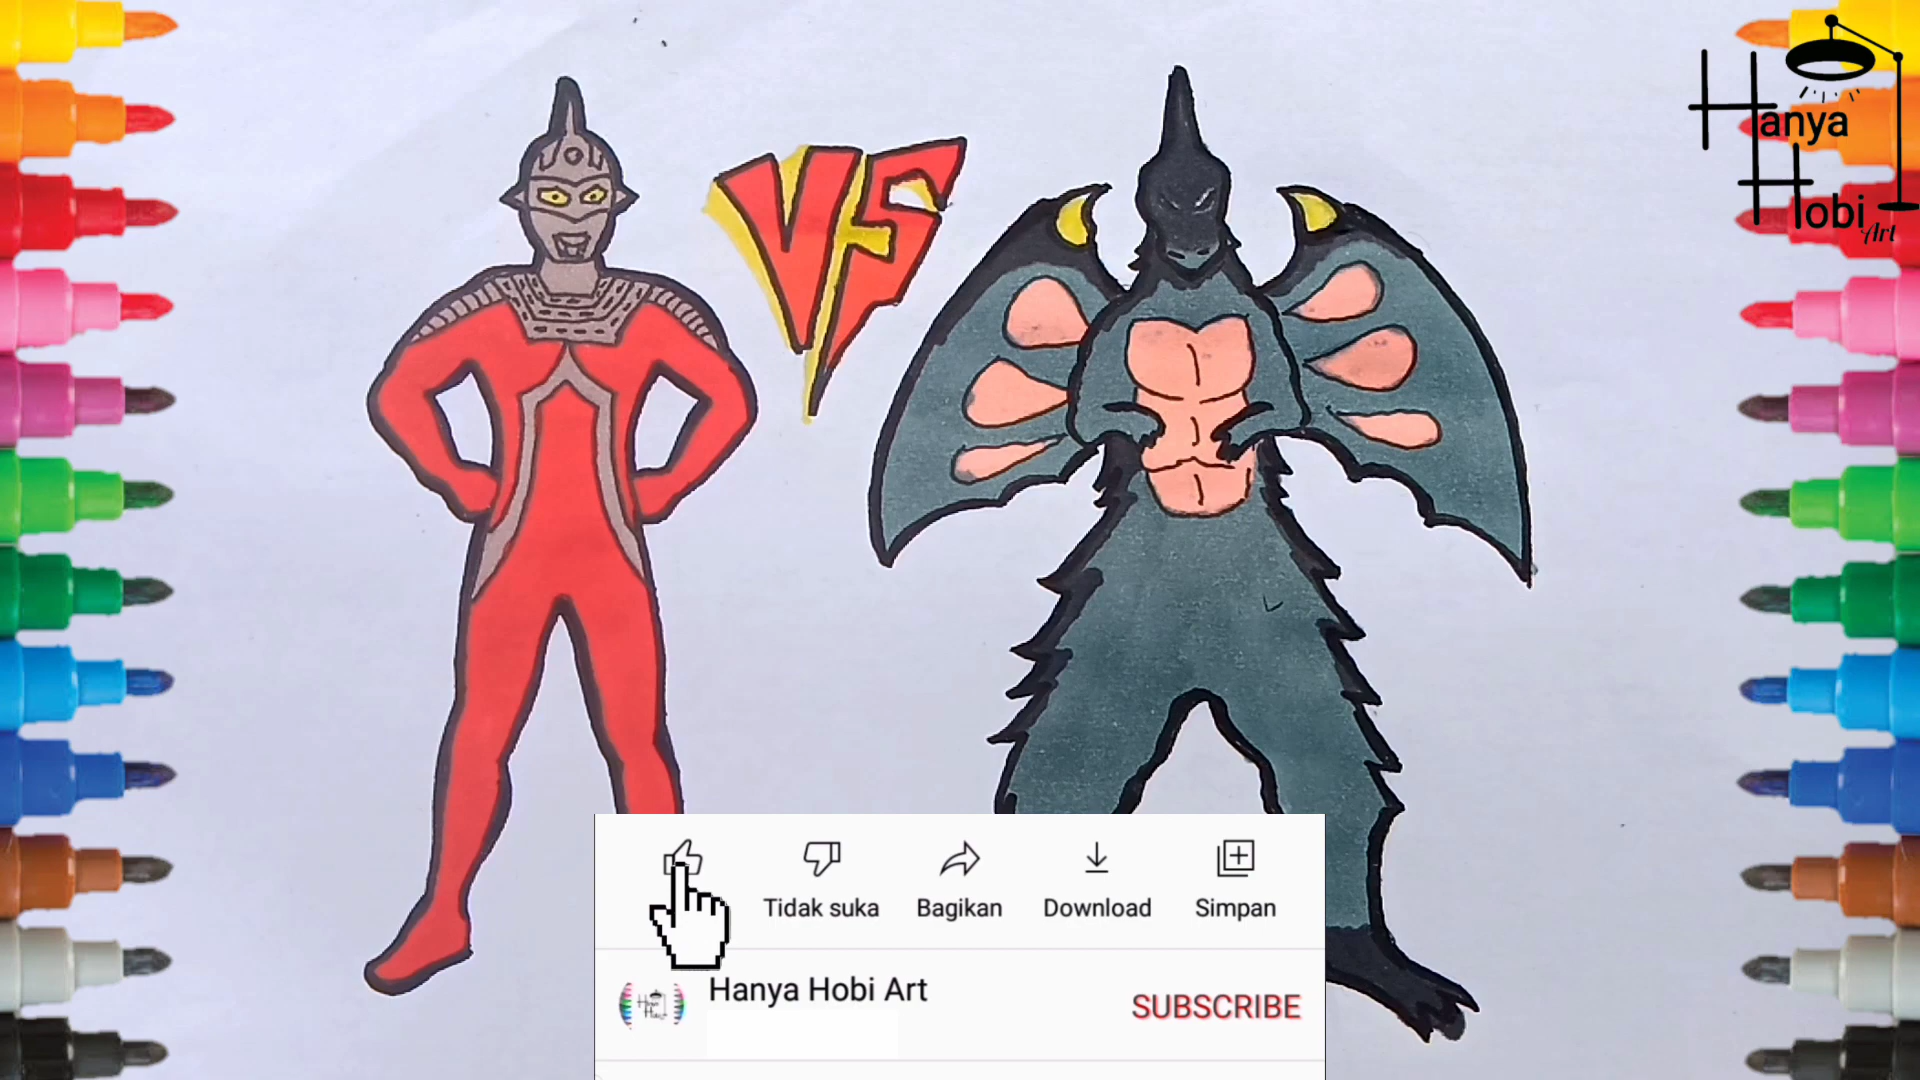 VS
Hanya
Hobi
Art
Tidak suka
Bagikan
Download
Simpan
Hanya Hobi Art
SUBSCRIBE